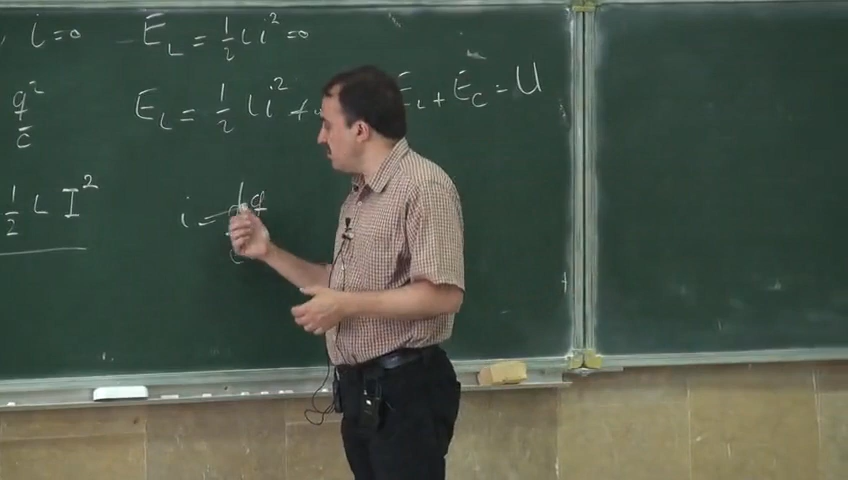 i = 0 E_L = 1/2 Li² = 0
q²/c E_L = 1/2 Li² ≠ E_L + E_C = U
1/2 L I² i = dq